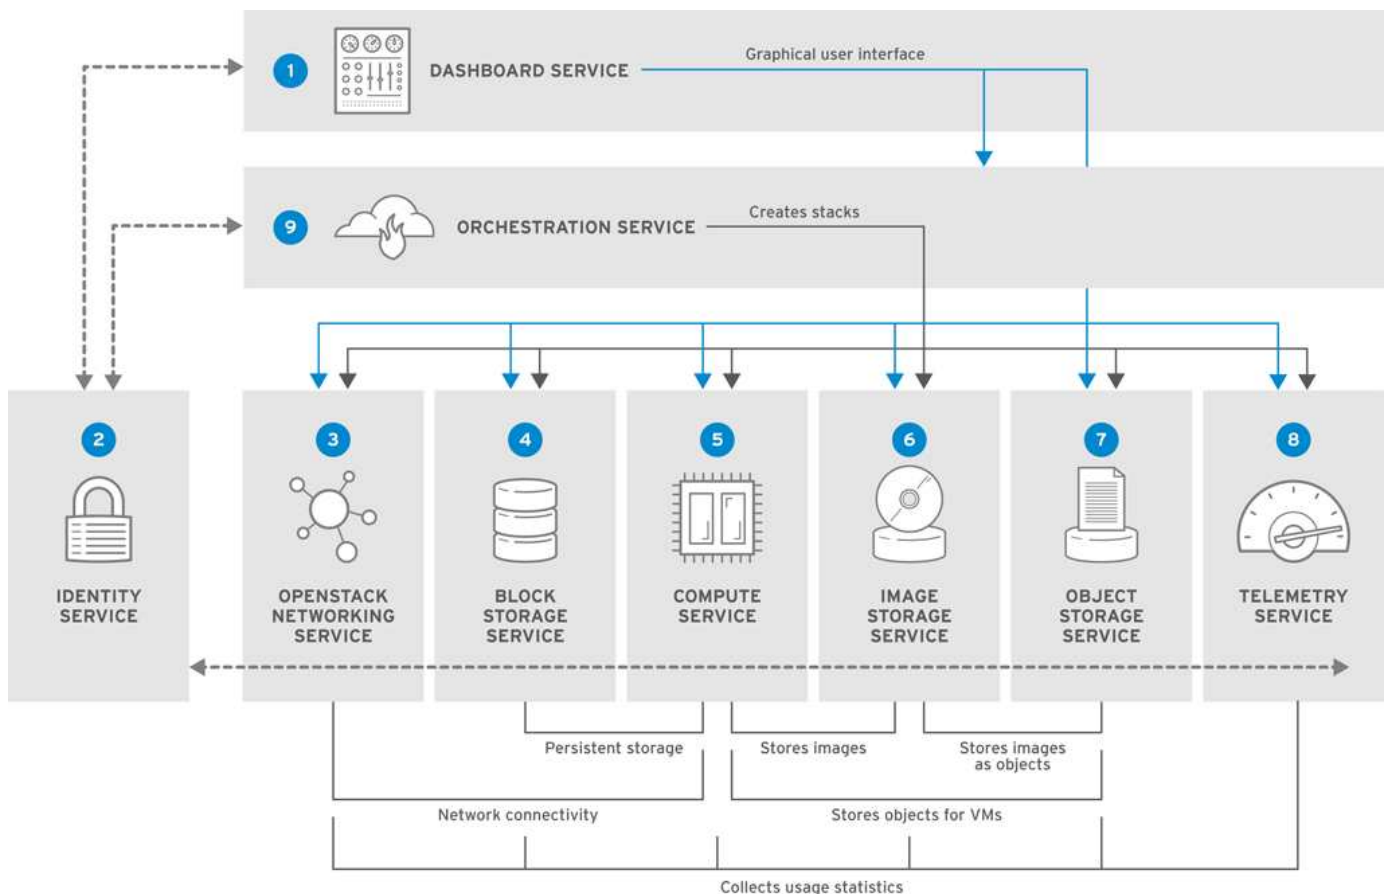 1
DASHBOARD SERVICE
Graphical user interface
9
ORCHESTRATION SERVICE
Creates stacks
2
IDENTITY
SERVICE
3
OPENSTACK
NETWORKING
SERVICE
4
BLOCK
STORAGE
SERVICE
5
COMPUTE
SERVICE
6
IMAGE
STORAGE
SERVICE
7
OBJECT
STORAGE
SERVICE
8
TELEMETRY
SERVICE
Persistent storage
Stores images
Stores images
as objects
Network connectivity
Stores objects for VMs
Collects usage statistics